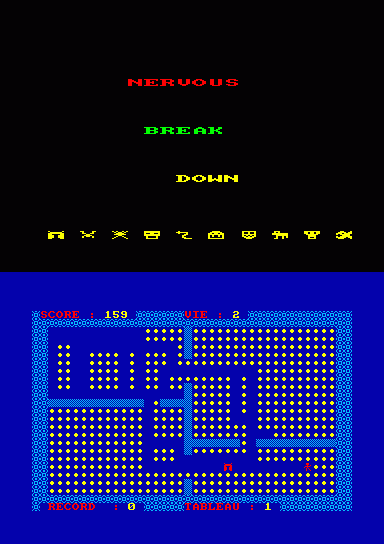 NERVOUS
BREAK
DOWN
SCORE : 159 VIE : 2
RECORD : 0 TABLEAU : 1